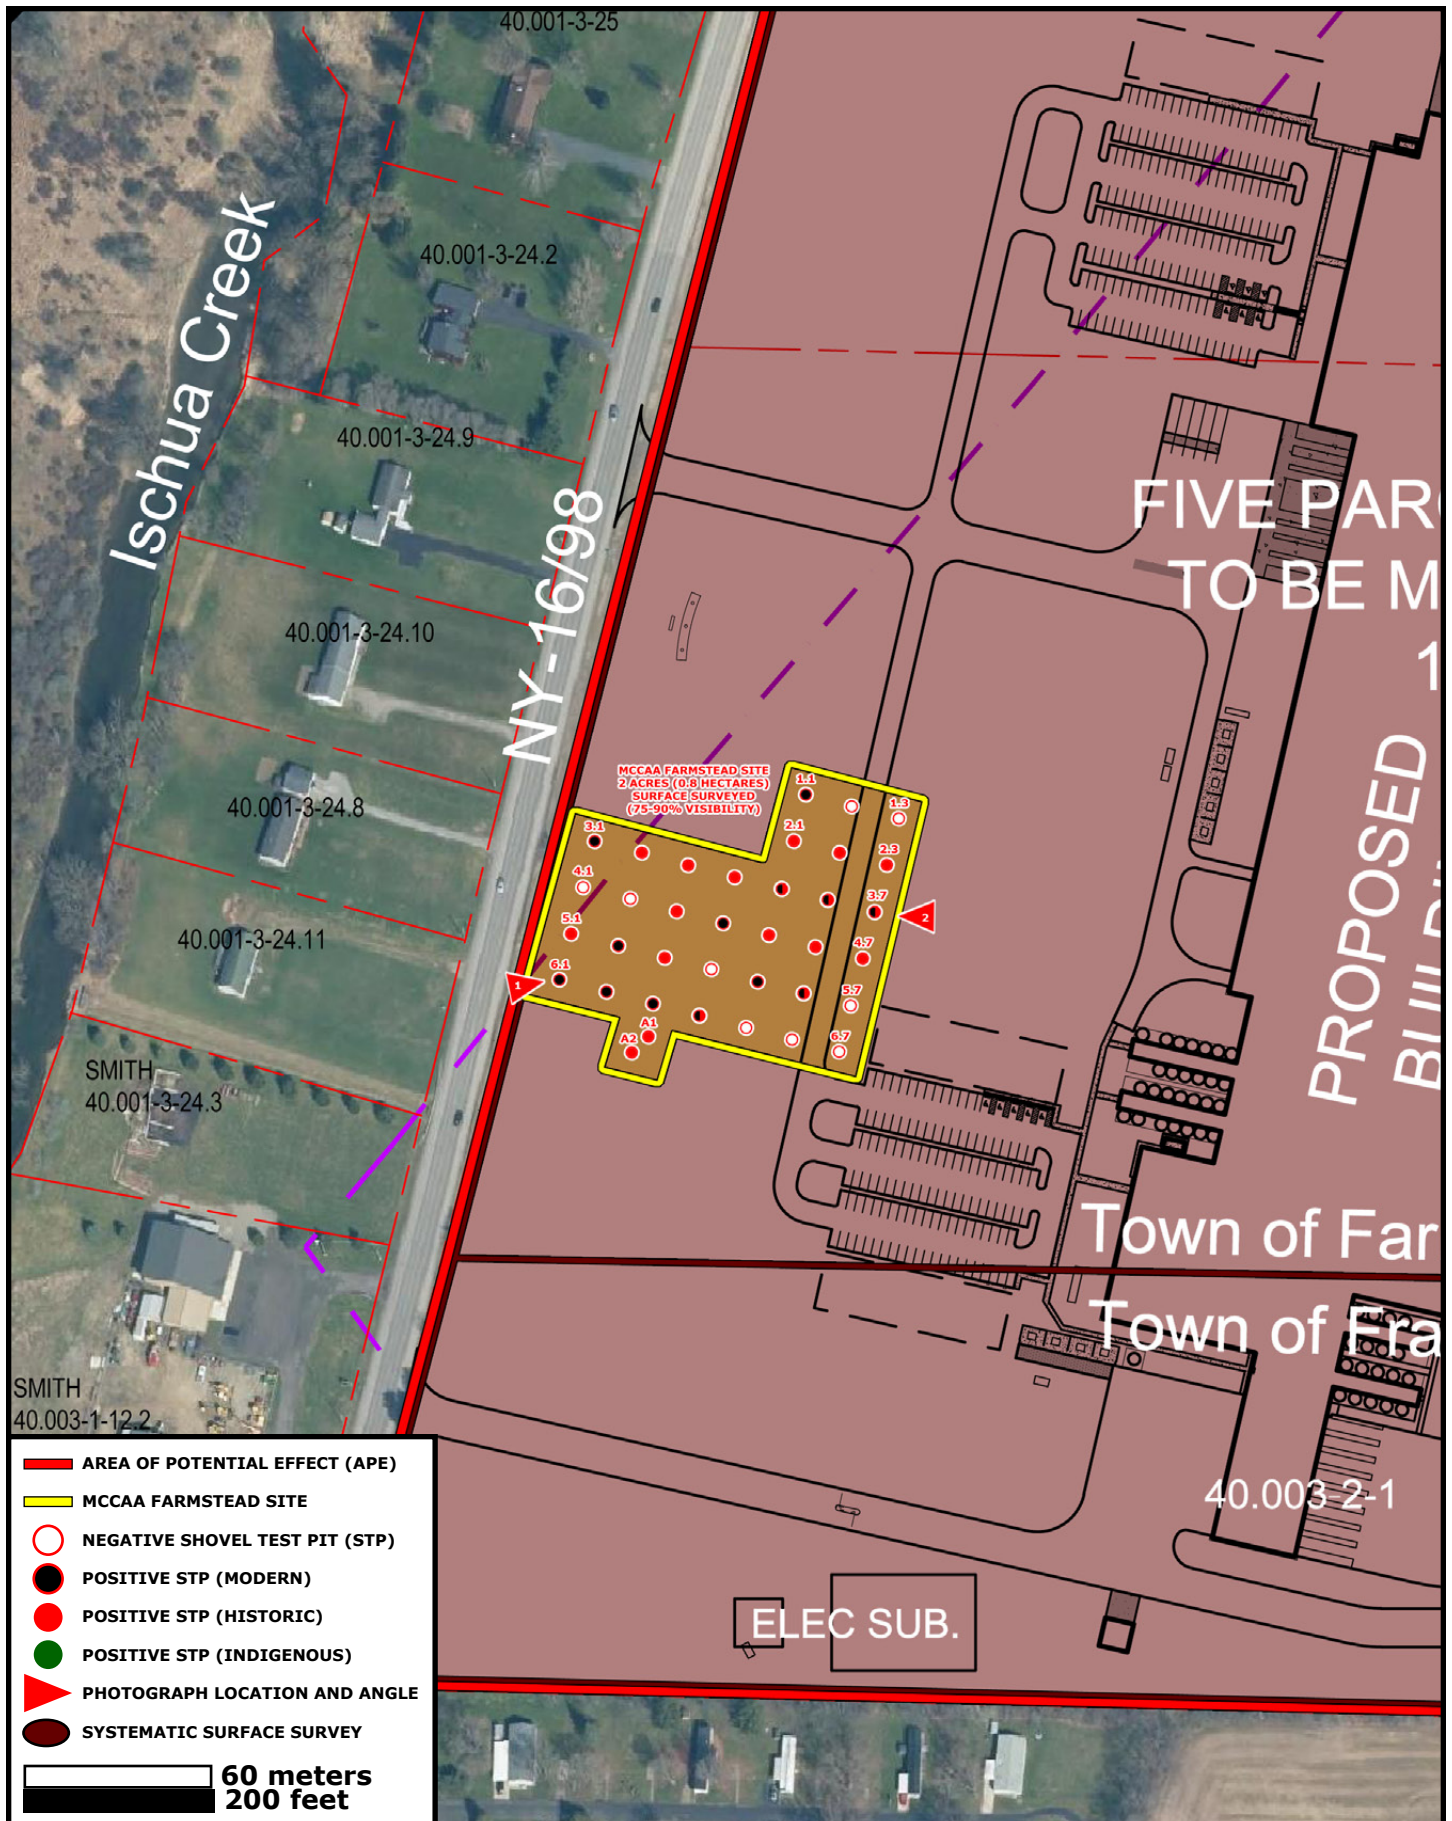 40.001-3-25
40.001-3-24.2
Ischua Creek
40.001-3-24.9
NY-16/98
40.001-3-24.10
40.001-3-24.8
40.001-3-24.11
SMITH
40.001-3-24.3
SMITH
40.003-1-12.2
FIVE PAR
TO BE M
1
PROPOSED
MCCAA FARMSTEAD SITE
2 ACRES (0.8 HECTARES)
SURFACE SURVEYED
(75-90% VISIBILITY)
1.1
1.3
2.1
2.3
3.1
3.7
4.1
4.7
5.1
5.7
6.1
6.7
A1
A2
1
2
Town of Far
Town of Fra
40.003-2-1
ELEC SUB.
AREA OF POTENTIAL EFFECT (APE)
MCCAA FARMSTEAD SITE
NEGATIVE SHOVEL TEST PIT (STP)
POSITIVE STP (MODERN)
POSITIVE STP (HISTORIC)
POSITIVE STP (INDIGENOUS)
PHOTOGRAPH LOCATION AND ANGLE
SYSTEMATIC SURFACE SURVEY
60 meters
200 feet